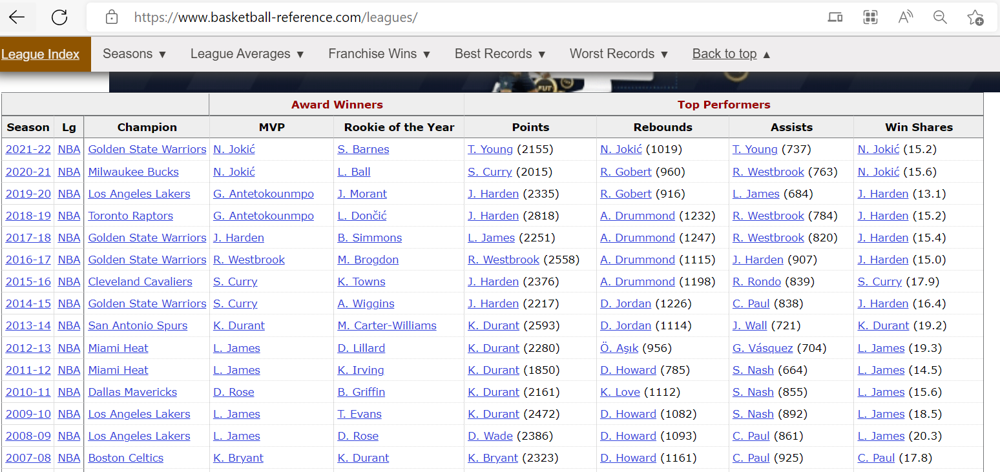 https://www.basketball-reference.com/leagues/
League Index Seasons ▼ League Averages ▼ Franchise Wins ▼ Best Records ▼ Worst Records ▼ Back to top ▲
FUT
Award Winners Top Performers
Season Lg Champion MVP Rookie of the Year Points Rebounds Assists Win Shares
2021-22 NBA Golden State Warriors N. Jokić S. Barnes T. Young (2155) N. Jokić (1019) T. Young (737) N. Jokić (15.2)
2020-21 NBA Milwaukee Bucks N. Jokić L. Ball S. Curry (2015) R. Gobert (960) R. Westbrook (763) N. Jokić (15.6)
2019-20 NBA Los Angeles Lakers G. Antetokounmpo J. Morant J. Harden (2335) R. Gobert (916) L. James (684) J. Harden (13.1)
2018-19 NBA Toronto Raptors G. Antetokounmpo L. Dončić J. Harden (2818) A. Drummond (1232) R. Westbrook (784) J. Harden (15.2)
2017-18 NBA Golden State Warriors J. Harden B. Simmons L. James (2251) A. Drummond (1247) R. Westbrook (820) J. Harden (15.4)
2016-17 NBA Golden State Warriors R. Westbrook M. Brogdon R. Westbrook (2558) A. Drummond (1115) J. Harden (907) J. Harden (15.0)
2015-16 NBA Cleveland Cavaliers S. Curry K. Towns J. Harden (2376) A. Drummond (1198) R. Rondo (839) S. Curry (17.9)
2014-15 NBA Golden State Warriors S. Curry A. Wiggins J. Harden (2217) D. Jordan (1226) C. Paul (838) J. Harden (16.4)
2013-14 NBA San Antonio Spurs K. Durant M. Carter-Williams K. Durant (2593) D. Jordan (1114) J. Wall (721) K. Durant (19.2)
2012-13 NBA Miami Heat L. James D. Lillard K. Durant (2280) Ö. Aşık (956) G. Vásquez (704) L. James (19.3)
2011-12 NBA Miami Heat L. James K. Irving K. Durant (1850) D. Howard (785) S. Nash (664) L. James (14.5)
2010-11 NBA Dallas Mavericks D. Rose B. Griffin K. Durant (2161) K. Love (1112) S. Nash (855) L. James (15.6)
2009-10 NBA Los Angeles Lakers L. James T. Evans K. Durant (2472) D. Howard (1082) S. Nash (892) L. James (18.5)
2008-09 NBA Los Angeles Lakers L. James D. Rose D. Wade (2386) D. Howard (1093) C. Paul (861) L. James (20.3)
2007-08 NBA Boston Celtics K. Bryant K. Durant K. Bryant (2323) D. Howard (1161) C. Paul (925) C. Paul (17.8)